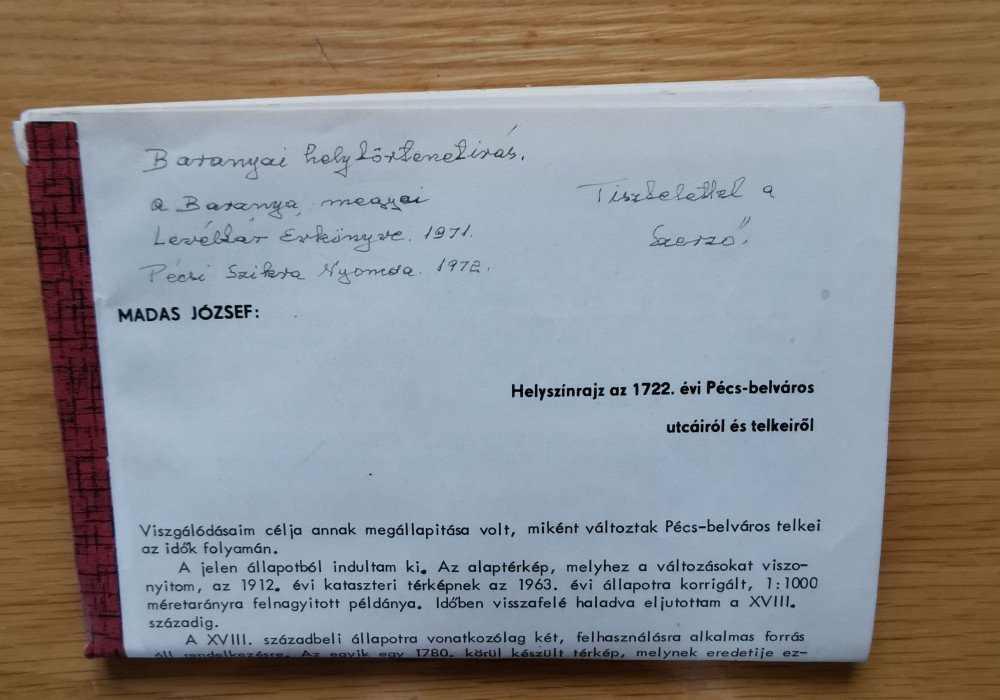 Baranyai helytörténetirás.
a Baranya megyei
Levéltár Évkönyve. 1971.
Pécsi Szikra Nyomda. 1972.
Tisztelettel a
Szerző.
MADAS JÓZSEF:
Helyszínrajz az 1722. évi Pécs-belváros
utcáiról és telkeiről
Viszgálódásaim célja annak megállapitása volt, miként változtak Pécs-belváros telkei
az idők folyamán.
A jelen állapotból indultam ki. Az alaptérkép, melyhez a változásokat viszo-
nyitom, az 1912. évi kataszteri térképnek az 1963. évi állapotra korrigált, 1:1000
méretarányra felnagyitott példánya. Időben visszafelé haladva eljutottam a XVIII.
századig.
A XVIII. századbeli állapotra vonatkozólag két, felhasználásra alkalmas forrás
áll rendelkezésre. Az egyik egy 1780. körül készült térkép, melynek eredetije ez-